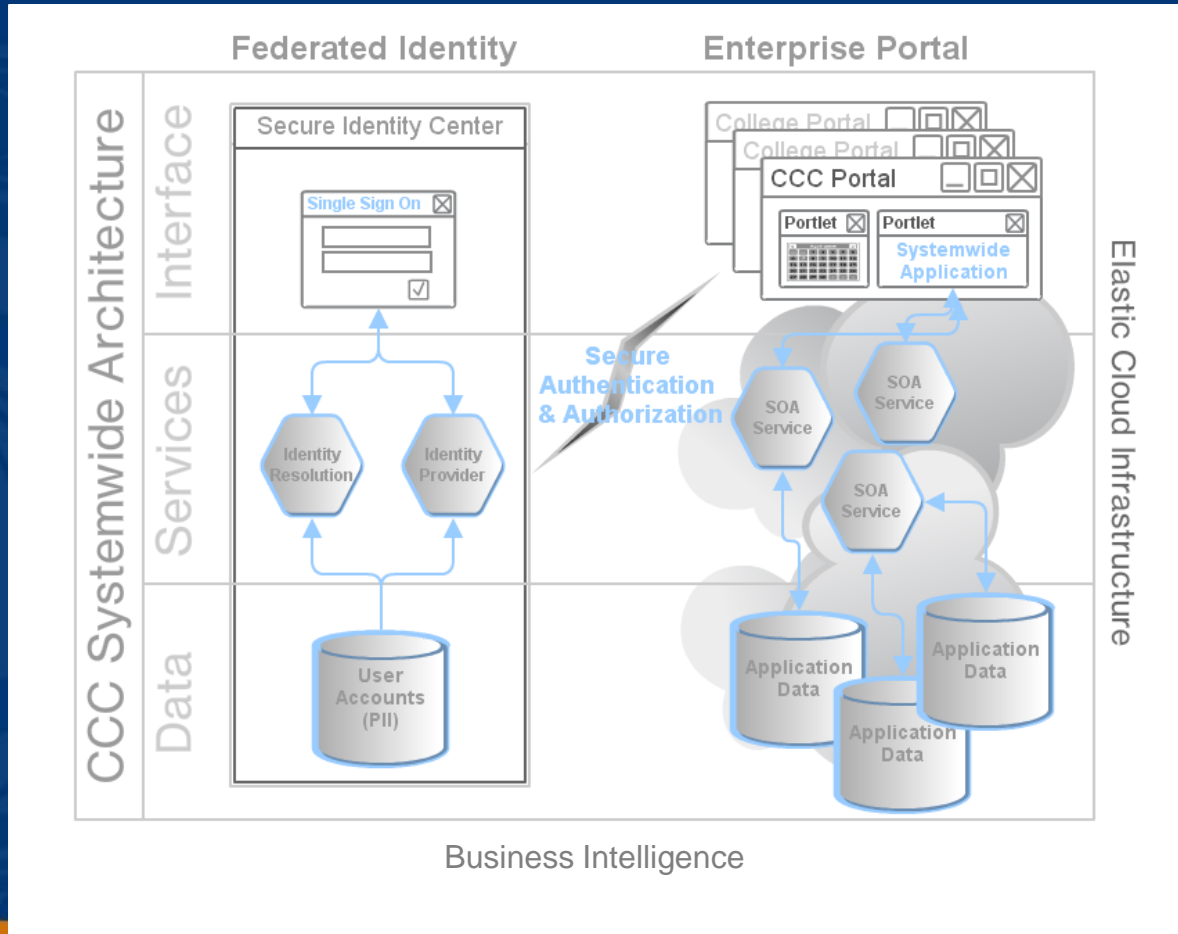 Federated Identity
Enterprise Portal
CCC Systemwide Architecture
Interface
Services
Data
Secure Identity Center
Single Sign On
Identity
Resolution
Identity
Provider
User
Accounts
(PII)
Secure
Authentication
& Authorization
College Portal
College Portal
CCC Portal
Portlet
Portlet
Systemwide
Application
SOA
Service
SOA
Service
SOA
Service
Application
Data
Application
Data
Application
Data
Elastic Cloud Infrastructure
Business Intelligence